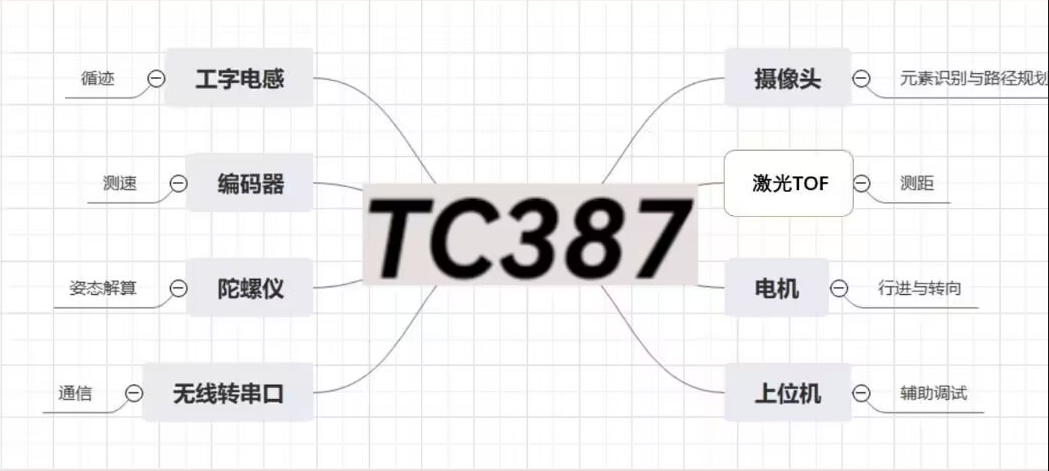 循迹
工字电感
测速
编码器
姿态解算
陀螺仪
通信
无线转串口
TC387
摄像头
元素识别与路径规划
激光TOF
测距
电机
行进与转向
上位机
辅助调试